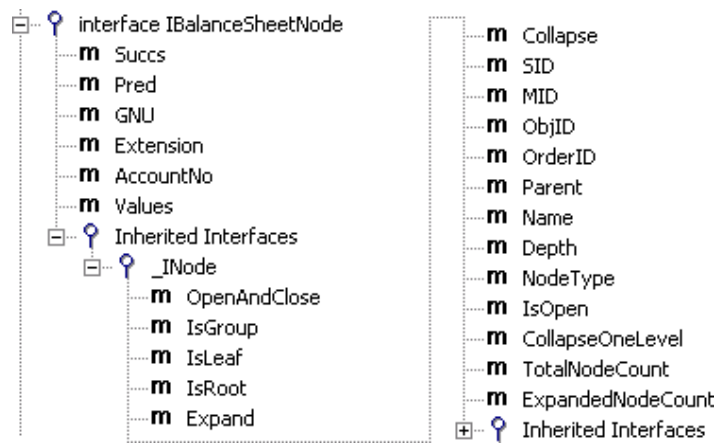 interface IBalanceSheetNode
m Succs
m Pred
m GNU
m Extension
m AccountNo
m Values
Inherited Interfaces
_INode
m OpenAndClose
m IsGroup
m IsLeaf
m IsRoot
m Expand
m Collapse
m SID
m MID
m ObjID
m OrderID
m Parent
m Name
m Depth
m NodeType
m IsOpen
m CollapseOneLevel
m TotalNodeCount
m ExpandedNodeCount
Inherited Interfaces